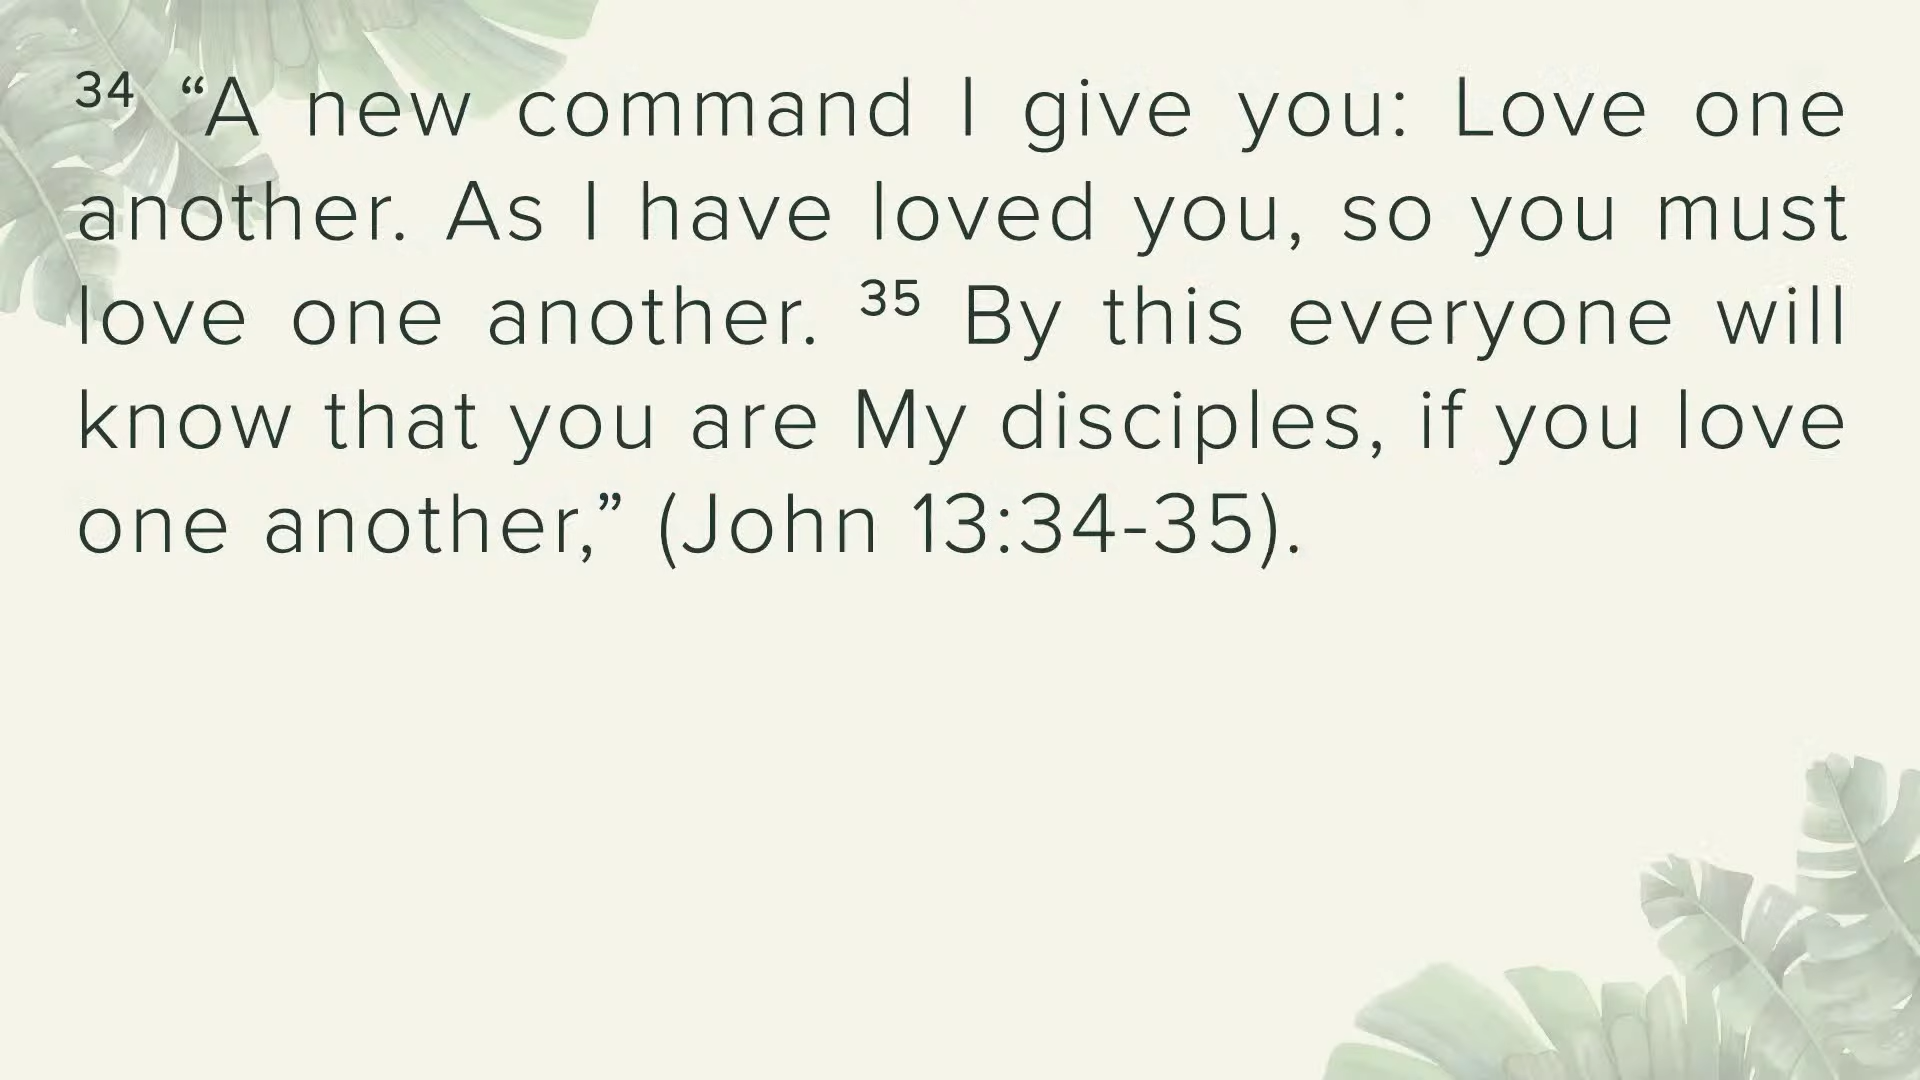 ³⁴ “A new command I give you: Love one
another. As I have loved you, so you must
love one another. ³⁵ By this everyone will
know that you are My disciples, if you love
one another,” (John 13:34-35).